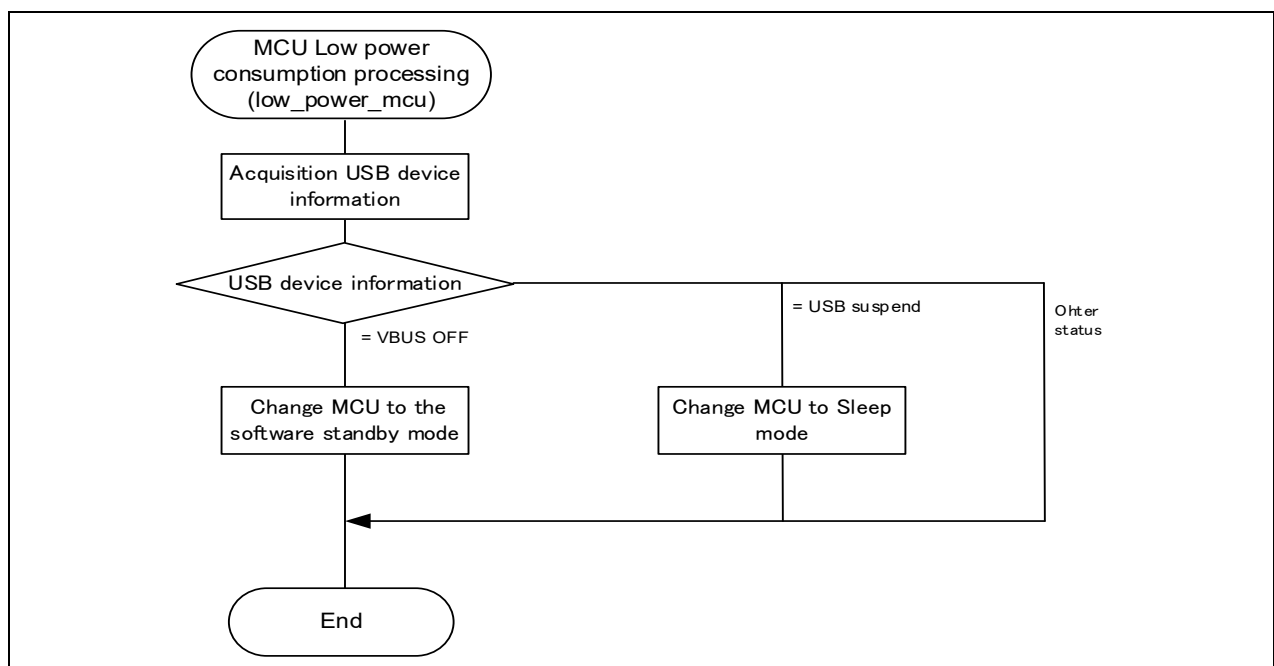 MCU Low power
consumption processing
(low_power_mcu)
Acquisition USB device
information
USB device information
= VBUS OFF
= USB suspend
Ohter
status
Change MCU to the
software standby mode
Change MCU to Sleep
mode
End